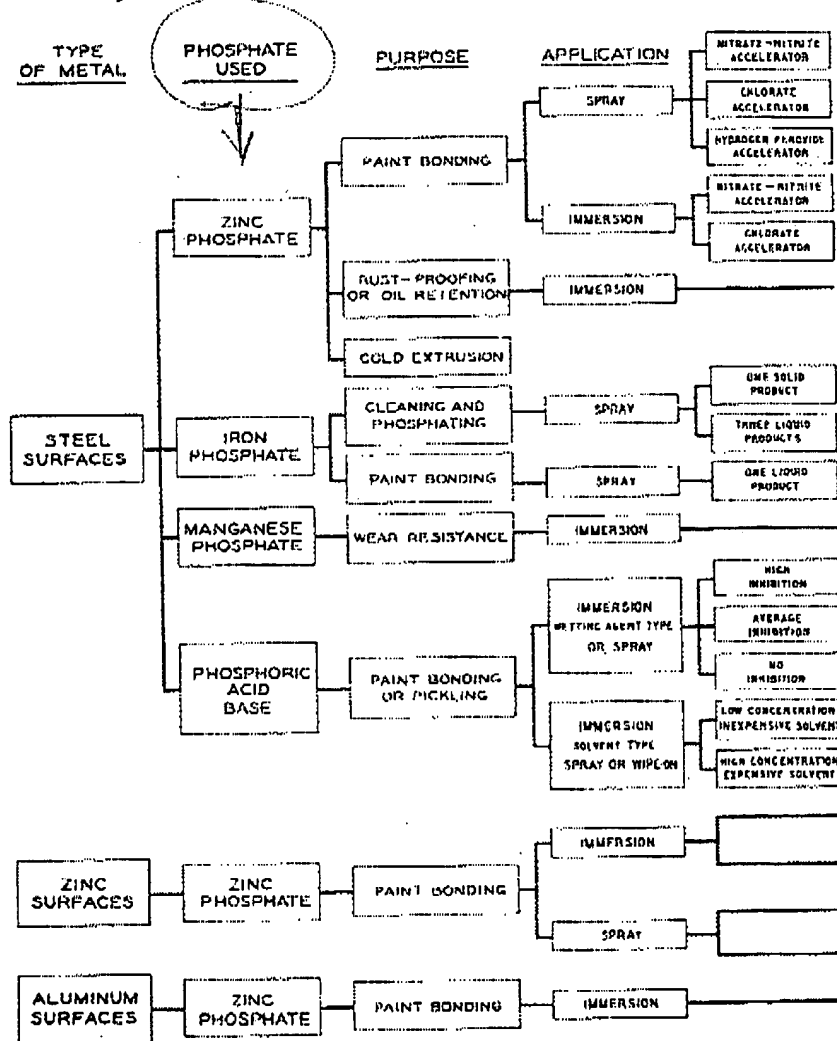 TYPE
OF METAL
PHOSPHATE
USED
PURPOSE
APPLICATION
NITRATE-NITRITE
ACCELERATOR
SPRAY
CHLORATE
ACCELERATOR
HYDROGEN PEROXIDE
ACCELERATOR
PAINT BONDING
ZINC
PHOSPHATE
NITRATE-NITRITE
ACCELERATOR
IMMERSION
CHLORATE
ACCELERATOR
RUST-PROOFING
OR OIL RETENTION
IMMERSION
COLD EXTRUSION
STEEL
SURFACES
IRON
PHOSPHATE
CLEANING AND
PHOSPHATING
SPRAY
ONE SOLID
PRODUCT
THREE LIQUID
PRODUCTS
PAINT BONDING
SPRAY
ONE LIQUID
PRODUCT
MANGANESE
PHOSPHATE
WEAR RESISTANCE
IMMERSION
PHOSPHORIC
ACID
BASE
PAINT BONDING
OR PICKLING
IMMERSION
WETTING AGENT TYPE
OR SPRAY
HIGH
INHIBITION
AVERAGE
INHIBITION
NO
INHIBITION
IMMERSION
SOLVENT TYPE
SPRAY OR WIPE-ON
LOW CONCENTRATION
INEXPENSIVE SOLVENT
HIGH CONCENTRATION
EXPENSIVE SOLVENT
ZINC
SURFACES
ZINC
PHOSPHATE
PAINT BONDING
IMMERSION
SPRAY
ALUMINUM
SURFACES
ZINC
PHOSPHATE
PAINT BONDING
IMMERSION